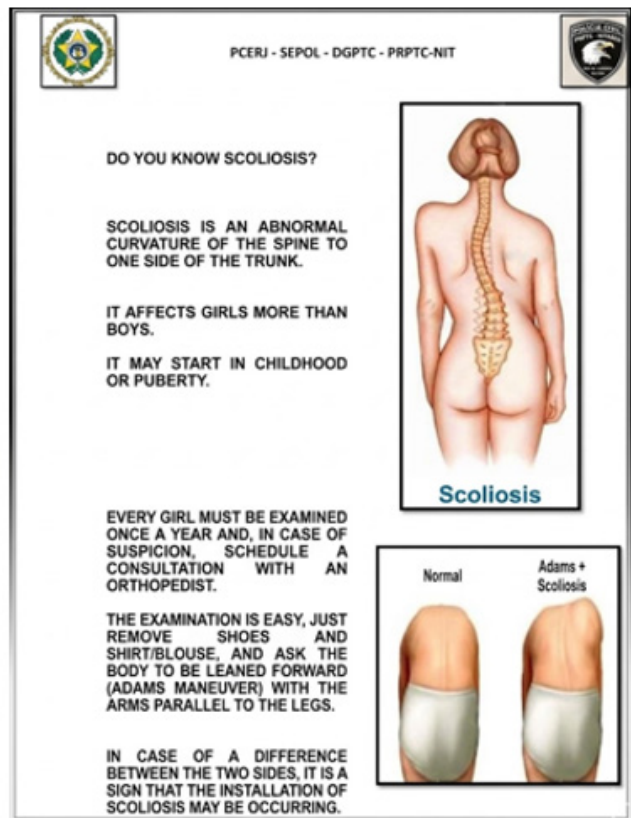 PCERJ - SEPOL - DGPTC - PRPTC-NIT
DO YOU KNOW SCOLIOSIS?
SCOLIOSIS IS AN ABNORMAL
CURVATURE OF THE SPINE TO
ONE SIDE OF THE TRUNK.
IT AFFECTS GIRLS MORE THAN
BOYS.
IT MAY START IN CHILDHOOD
OR PUBERTY.
Scoliosis
EVERY GIRL MUST BE EXAMINED
ONCE A YEAR AND, IN CASE OF
SUSPICION, SCHEDULE A
CONSULTATION WITH AN
ORTHOPEDIST.
THE EXAMINATION IS EASY, JUST
REMOVE SHOES AND
SHIRT/BLOUSE, AND ASK THE
BODY TO BE LEANED FORWARD
(ADAMS MANEUVER) WITH THE
ARMS PARALLEL TO THE LEGS.
IN CASE OF A DIFFERENCE
BETWEEN THE TWO SIDES, IT IS A
SIGN THAT THE INSTALLATION OF
SCOLIOSIS MAY BE OCCURRING.
Normal
Adams +
Scoliosis